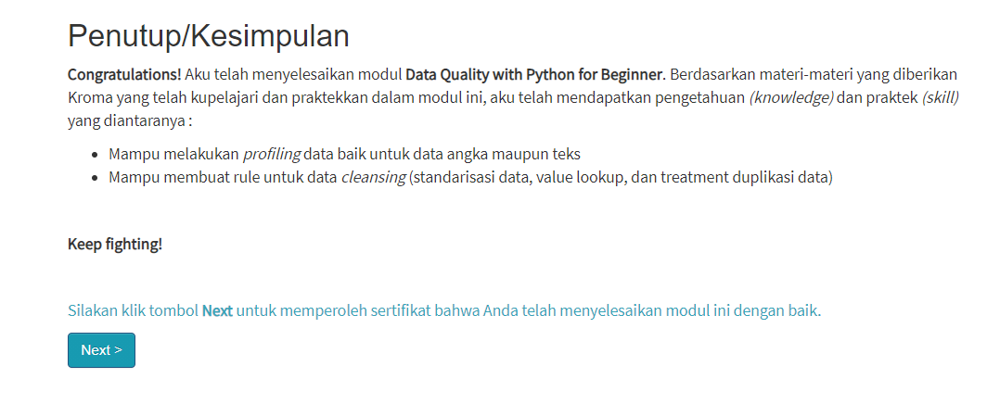 Penutup/Kesimpulan
Congratulations! Aku telah menyelesaikan modul Data Quality with Python for Beginner. Berdasarkan materi-materi yang diberikan
Kroma yang telah kupelajari dan praktekkan dalam modul ini, aku telah mendapatkan pengetahuan (knowledge) dan praktek (skill)
yang diantaranya :
• Mampu melakukan profiling data baik untuk data angka maupun teks
• Mampu membuat rule untuk data cleansing (standarisasi data, value lookup, dan treatment duplikasi data)
Keep fighting!
Silakan klik tombol Next untuk memperoleh sertifikat bahwa Anda telah menyelesaikan modul ini dengan baik.
Next >